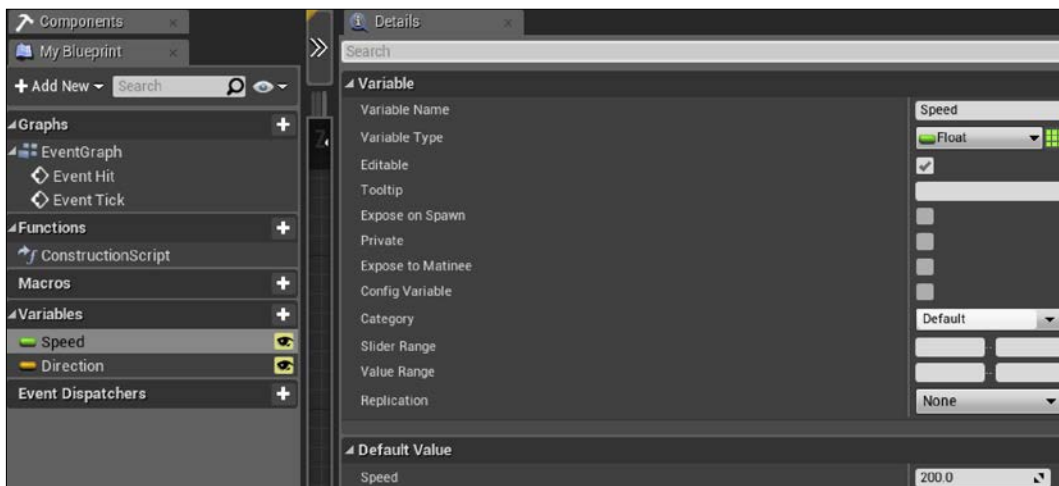 Components
My Blueprint
Add New
Search
Graphs
EventGraph
Event Hit
Event Tick
Functions
ConstructionScript
Macros
Variables
Speed
Direction
Event Dispatchers
Details
Search
Variable
Variable Name Speed
Variable Type Float
Editable
Tooltip
Expose on Spawn
Private
Expose to Matinee
Config Variable
Category Default
Slider Range
Value Range
Replication None
Default Value
Speed 200.0